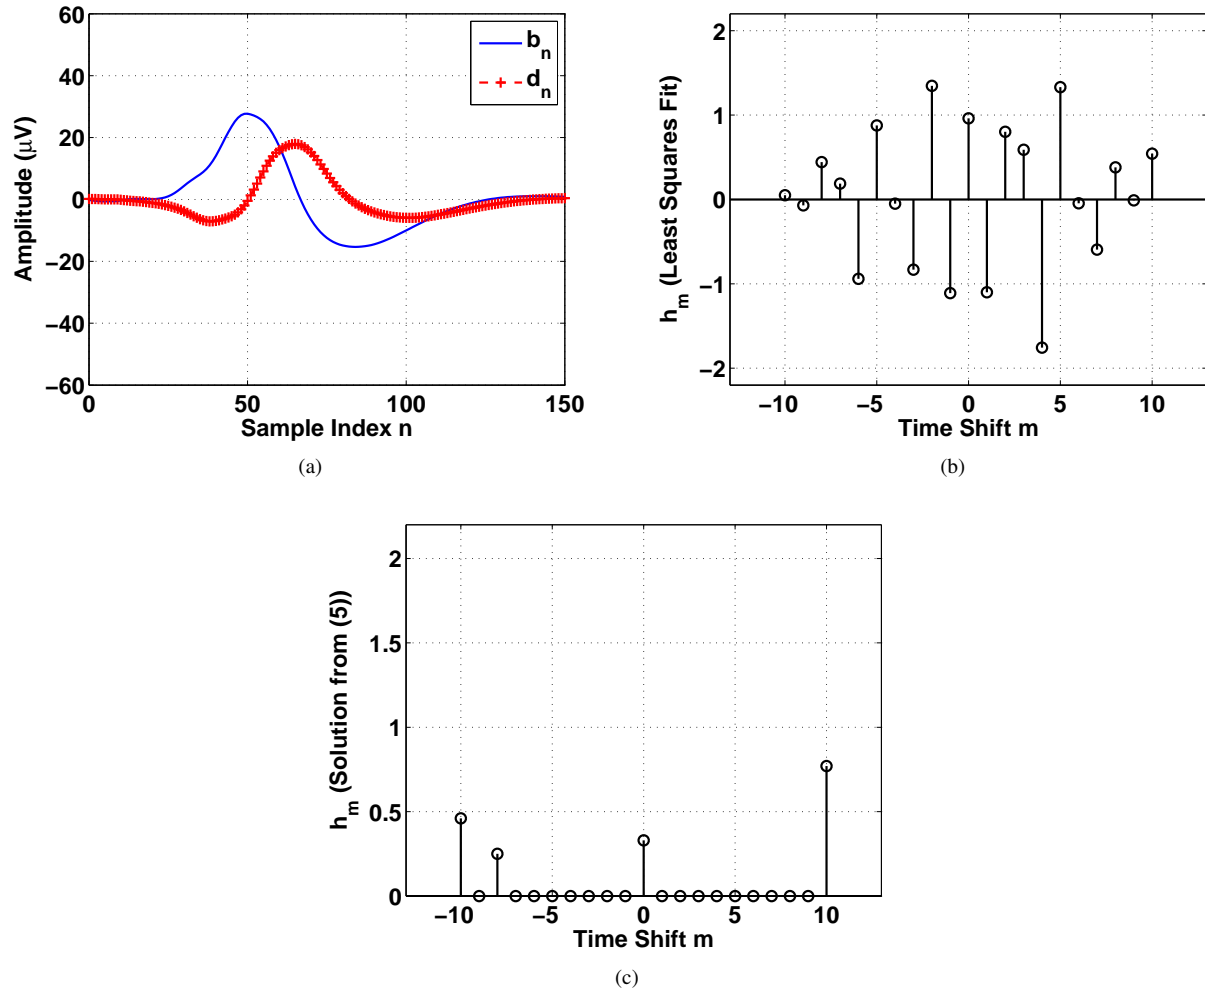 60
40
20
0
−20
−40
−60
0
50
100
150
Amplitude (μV)
Sample Index n
b_n
d_n
(a)
2
1
0
−1
−2
−10
−5
0
5
10
h_m (Least Squares Fit)
Time Shift m
(b)
2
1.5
1
0.5
0
−10
−5
0
5
10
h_m (Solution from (5))
Time Shift m
(c)